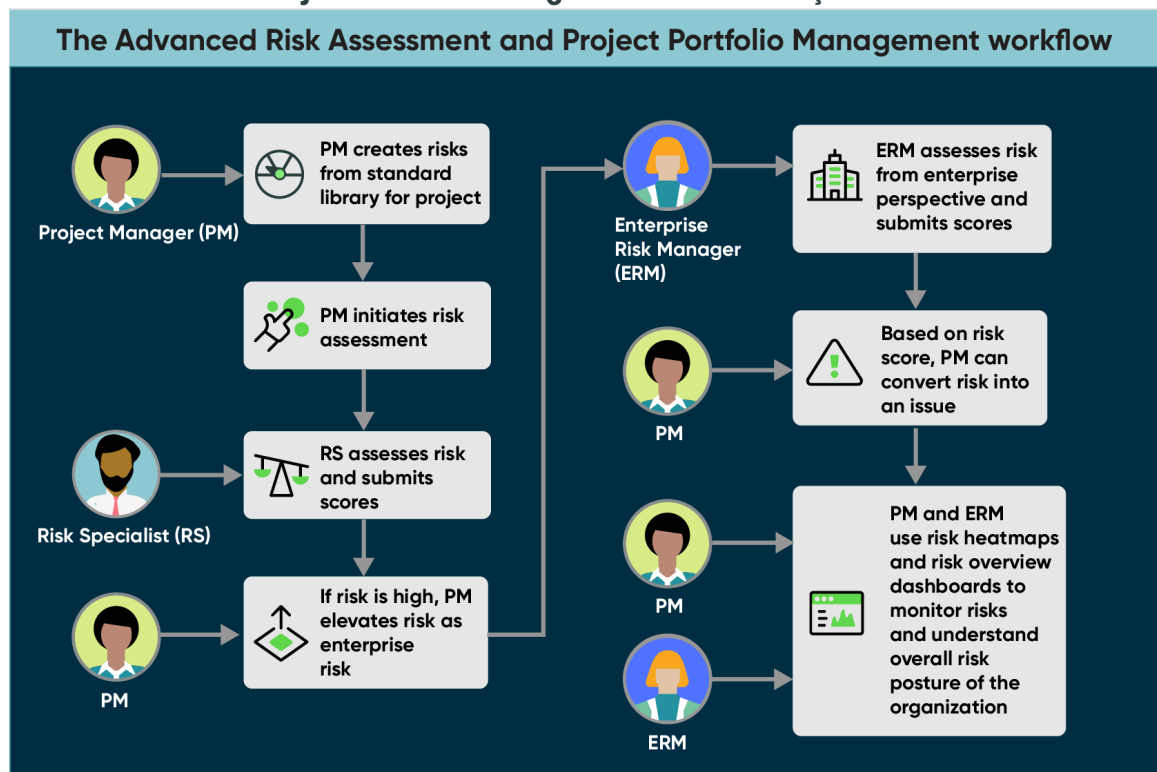 The Advanced Risk Assessment and Project Portfolio Management workflow
Project Manager (PM)
PM creates risks
from standard
library for project
PM initiates risk
assessment
Risk Specialist (RS)
RS assesses risk
and submits
scores
PM
If risk is high, PM
elevates risk as
enterprise
risk
Enterprise
Risk Manager
(ERM)
ERM assesses risk
from enterprise
perspective and
submits scores
PM
Based on risk
score, PM can
convert risk into
an issue
PM
ERM
PM and ERM
use risk heatmaps
and risk overview
dashboards to
monitor risks
and understand
overall risk
posture of the
organization